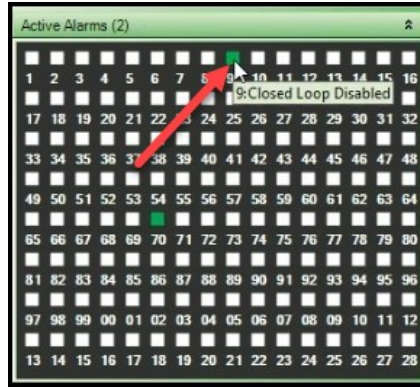 Active Alarms (2)
1 2 3 4 5 6 7 8 9 10 11 12 13 14 15 16
9:Closed Loop Disabled
17 18 19 20 21 22 23 24 25 26 27 28 29 30 31 32
33 34 35 36 37 38 39 40 41 42 43 44 45 46 47 48
49 50 51 52 53 54 55 56 57 58 59 60 61 62 63 64
65 66 67 68 69 70 71 72 73 74 75 76 77 78 79 80
81 82 83 84 85 86 87 88 89 90 91 92 93 94 95 96
97 98 99 00 01 02 03 04 05 06 07 08 09 10 11 12
13 14 15 16 17 18 19 20 21 22 23 24 25 26 27 28